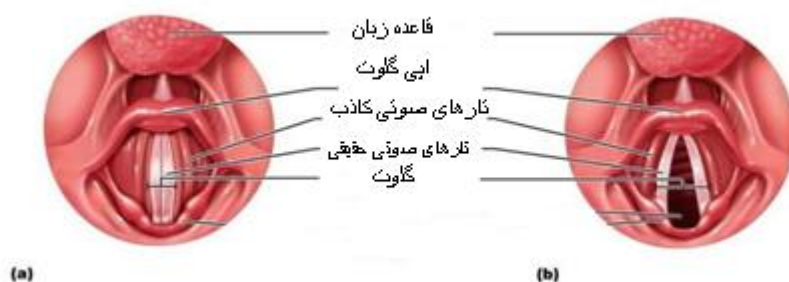 قاعده زبان
اپی گلوت
تارهای صوتی کاذب
تارهای صوتی حقیقی
گلوت
(a)
(b)